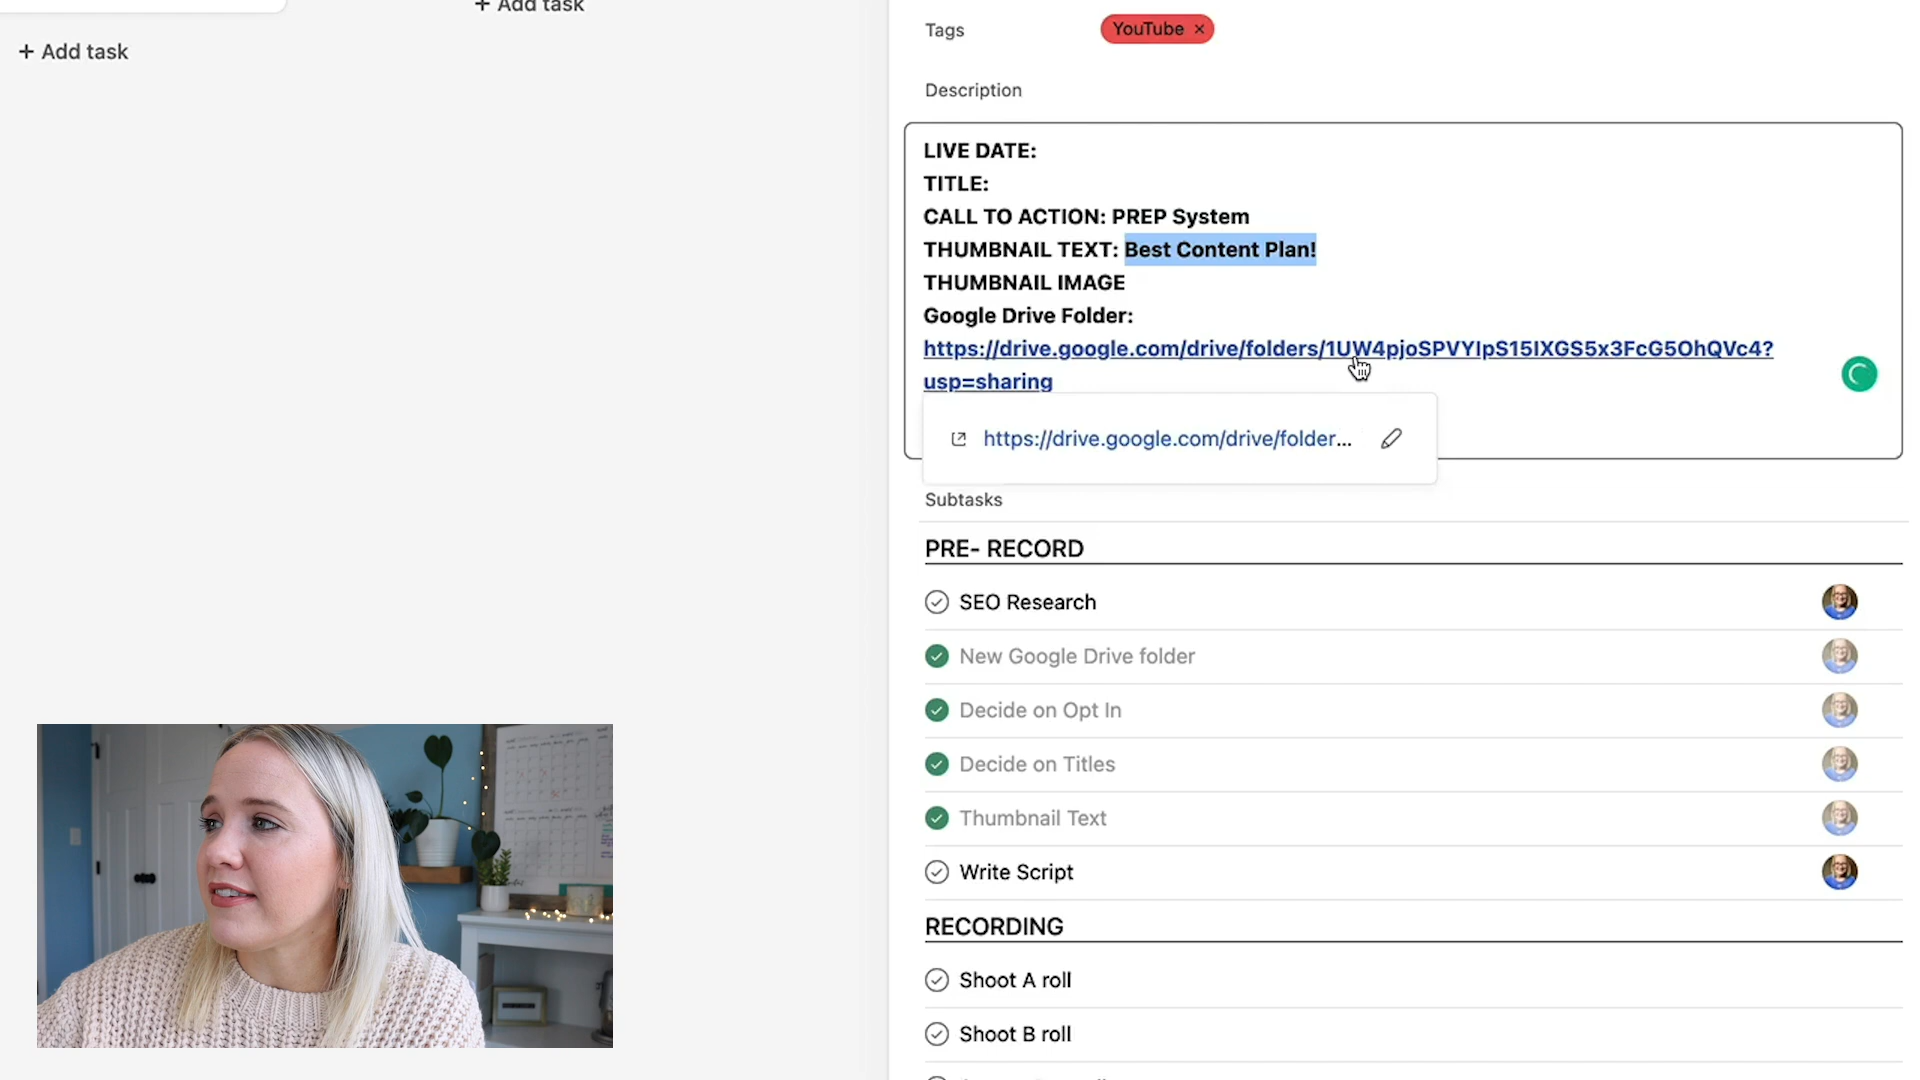 + Add task
+ Add task
Tags
YouTube ×
Description
LIVE DATE:
TITLE:
CALL TO ACTION: PREP System
THUMBNAIL TEXT: Best Content Plan!
THUMBNAIL IMAGE
Google Drive Folder:
https://drive.google.com/drive/folders/1UW4pjoSPVYIpS15IXGS5x3FcG5OhQVc4?
usp=sharing
https://drive.google.com/drive/folder...
Subtasks
PRE- RECORD
SEO Research
New Google Drive folder
Decide on Opt In
Decide on Titles
Thumbnail Text
Write Script
RECORDING
Shoot A roll
Shoot B roll